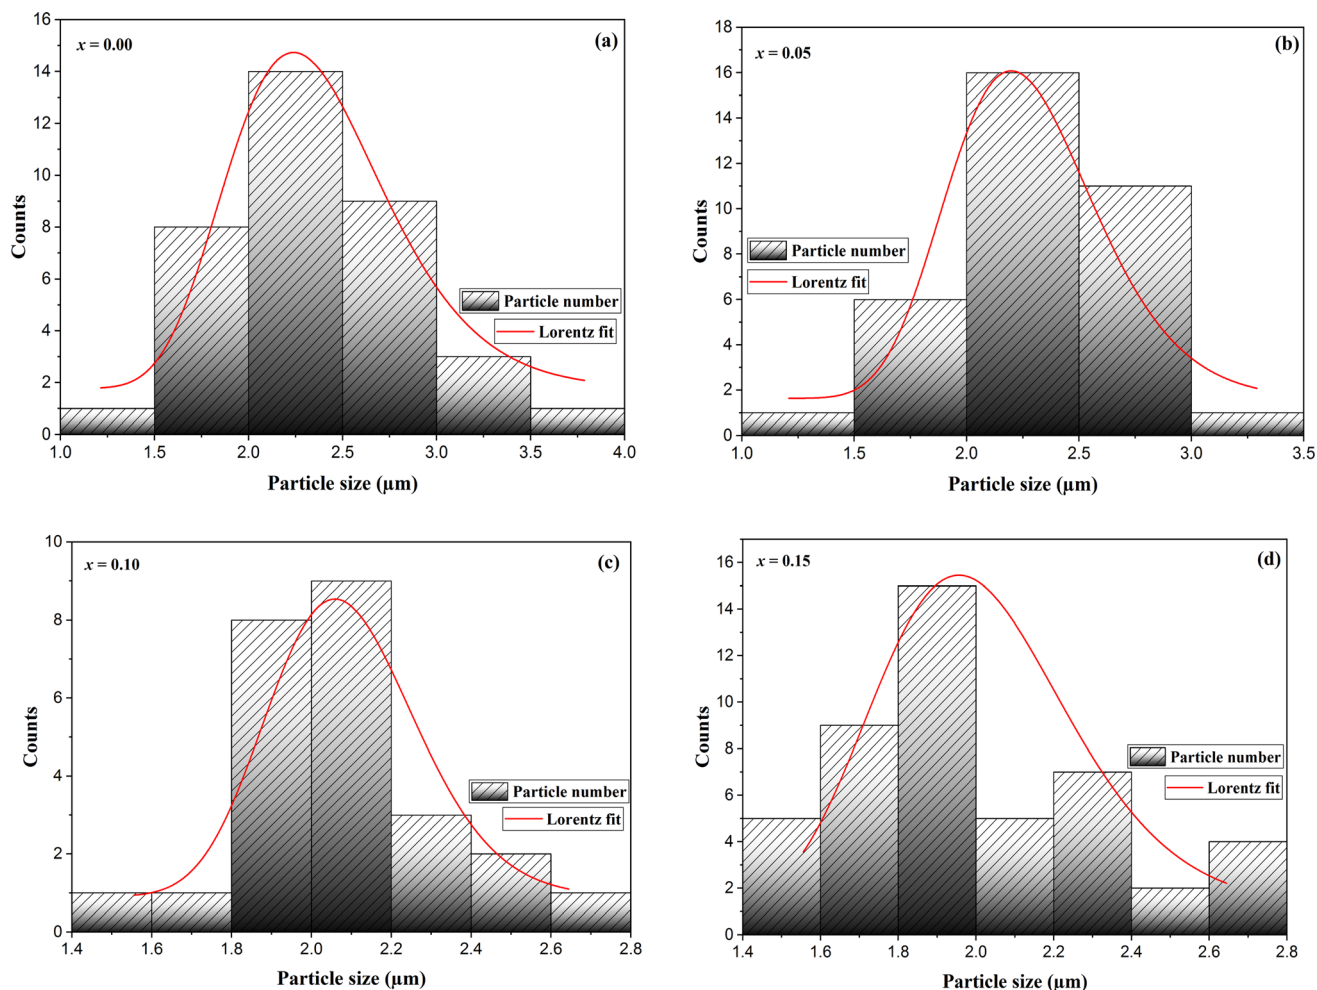 x = 0.00
(a)
16
14
12
10
8
6
4
2
0
Counts
Particle number
Lorentz fit
1.0 1.5 2.0 2.5 3.0 3.5 4.0
Particle size (µm)
x = 0.05
(b)
18
16
14
12
10
8
6
4
2
0
Counts
Particle number
Lorentz fit
1.0 1.5 2.0 2.5 3.0 3.5
Particle size (µm)
x = 0.10
(c)
10
8
6
4
2
0
Counts
Particle number
Lorentz fit
1.4 1.6 1.8 2.0 2.2 2.4 2.6 2.8
Particle size (µm)
x = 0.15
(d)
16
14
12
10
8
6
4
2
0
Counts
Particle number
Lorentz fit
1.4 1.6 1.8 2.0 2.2 2.4 2.6 2.8
Particle size (µm)